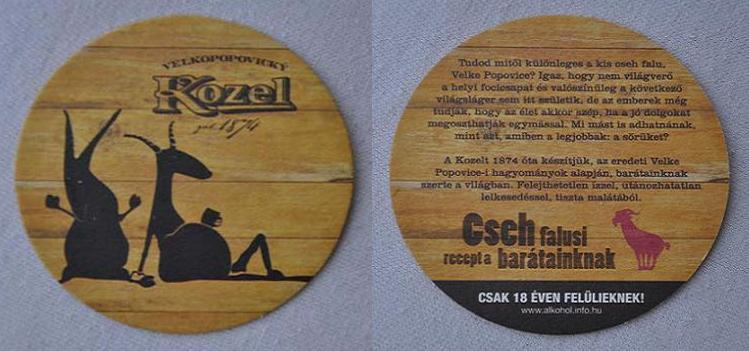 VELKOPOPOVICKÝ
Kozel
1874
Tudod mitől különleges a kis cseh falu,
Velke Popovice? Igaz, hogy nem világverő
a helyi focicsapat és valószínűleg a következő
világsláger sem itt születik, de az emberek még
tudják, hogy az élet akkor szép, ha a jó dolgokat
megoszthatják egymással. Mi mást is adhatnának,
mint azt, amiben a legjobbak: a sörüket?
A Kozelt 1874 óta készítjük, az eredeti Velke
Popovice-i hagyományok alapján, barátainknak
szerte a világban. Felejthetetlen ízzel, utánozhatatlan
lelkesedéssel, tiszta malátából.
Cseh falusi
recept a barátainknak
CSAK 18 ÉVEN FELÜLIEKNEK!
www.alkohol.info.hu